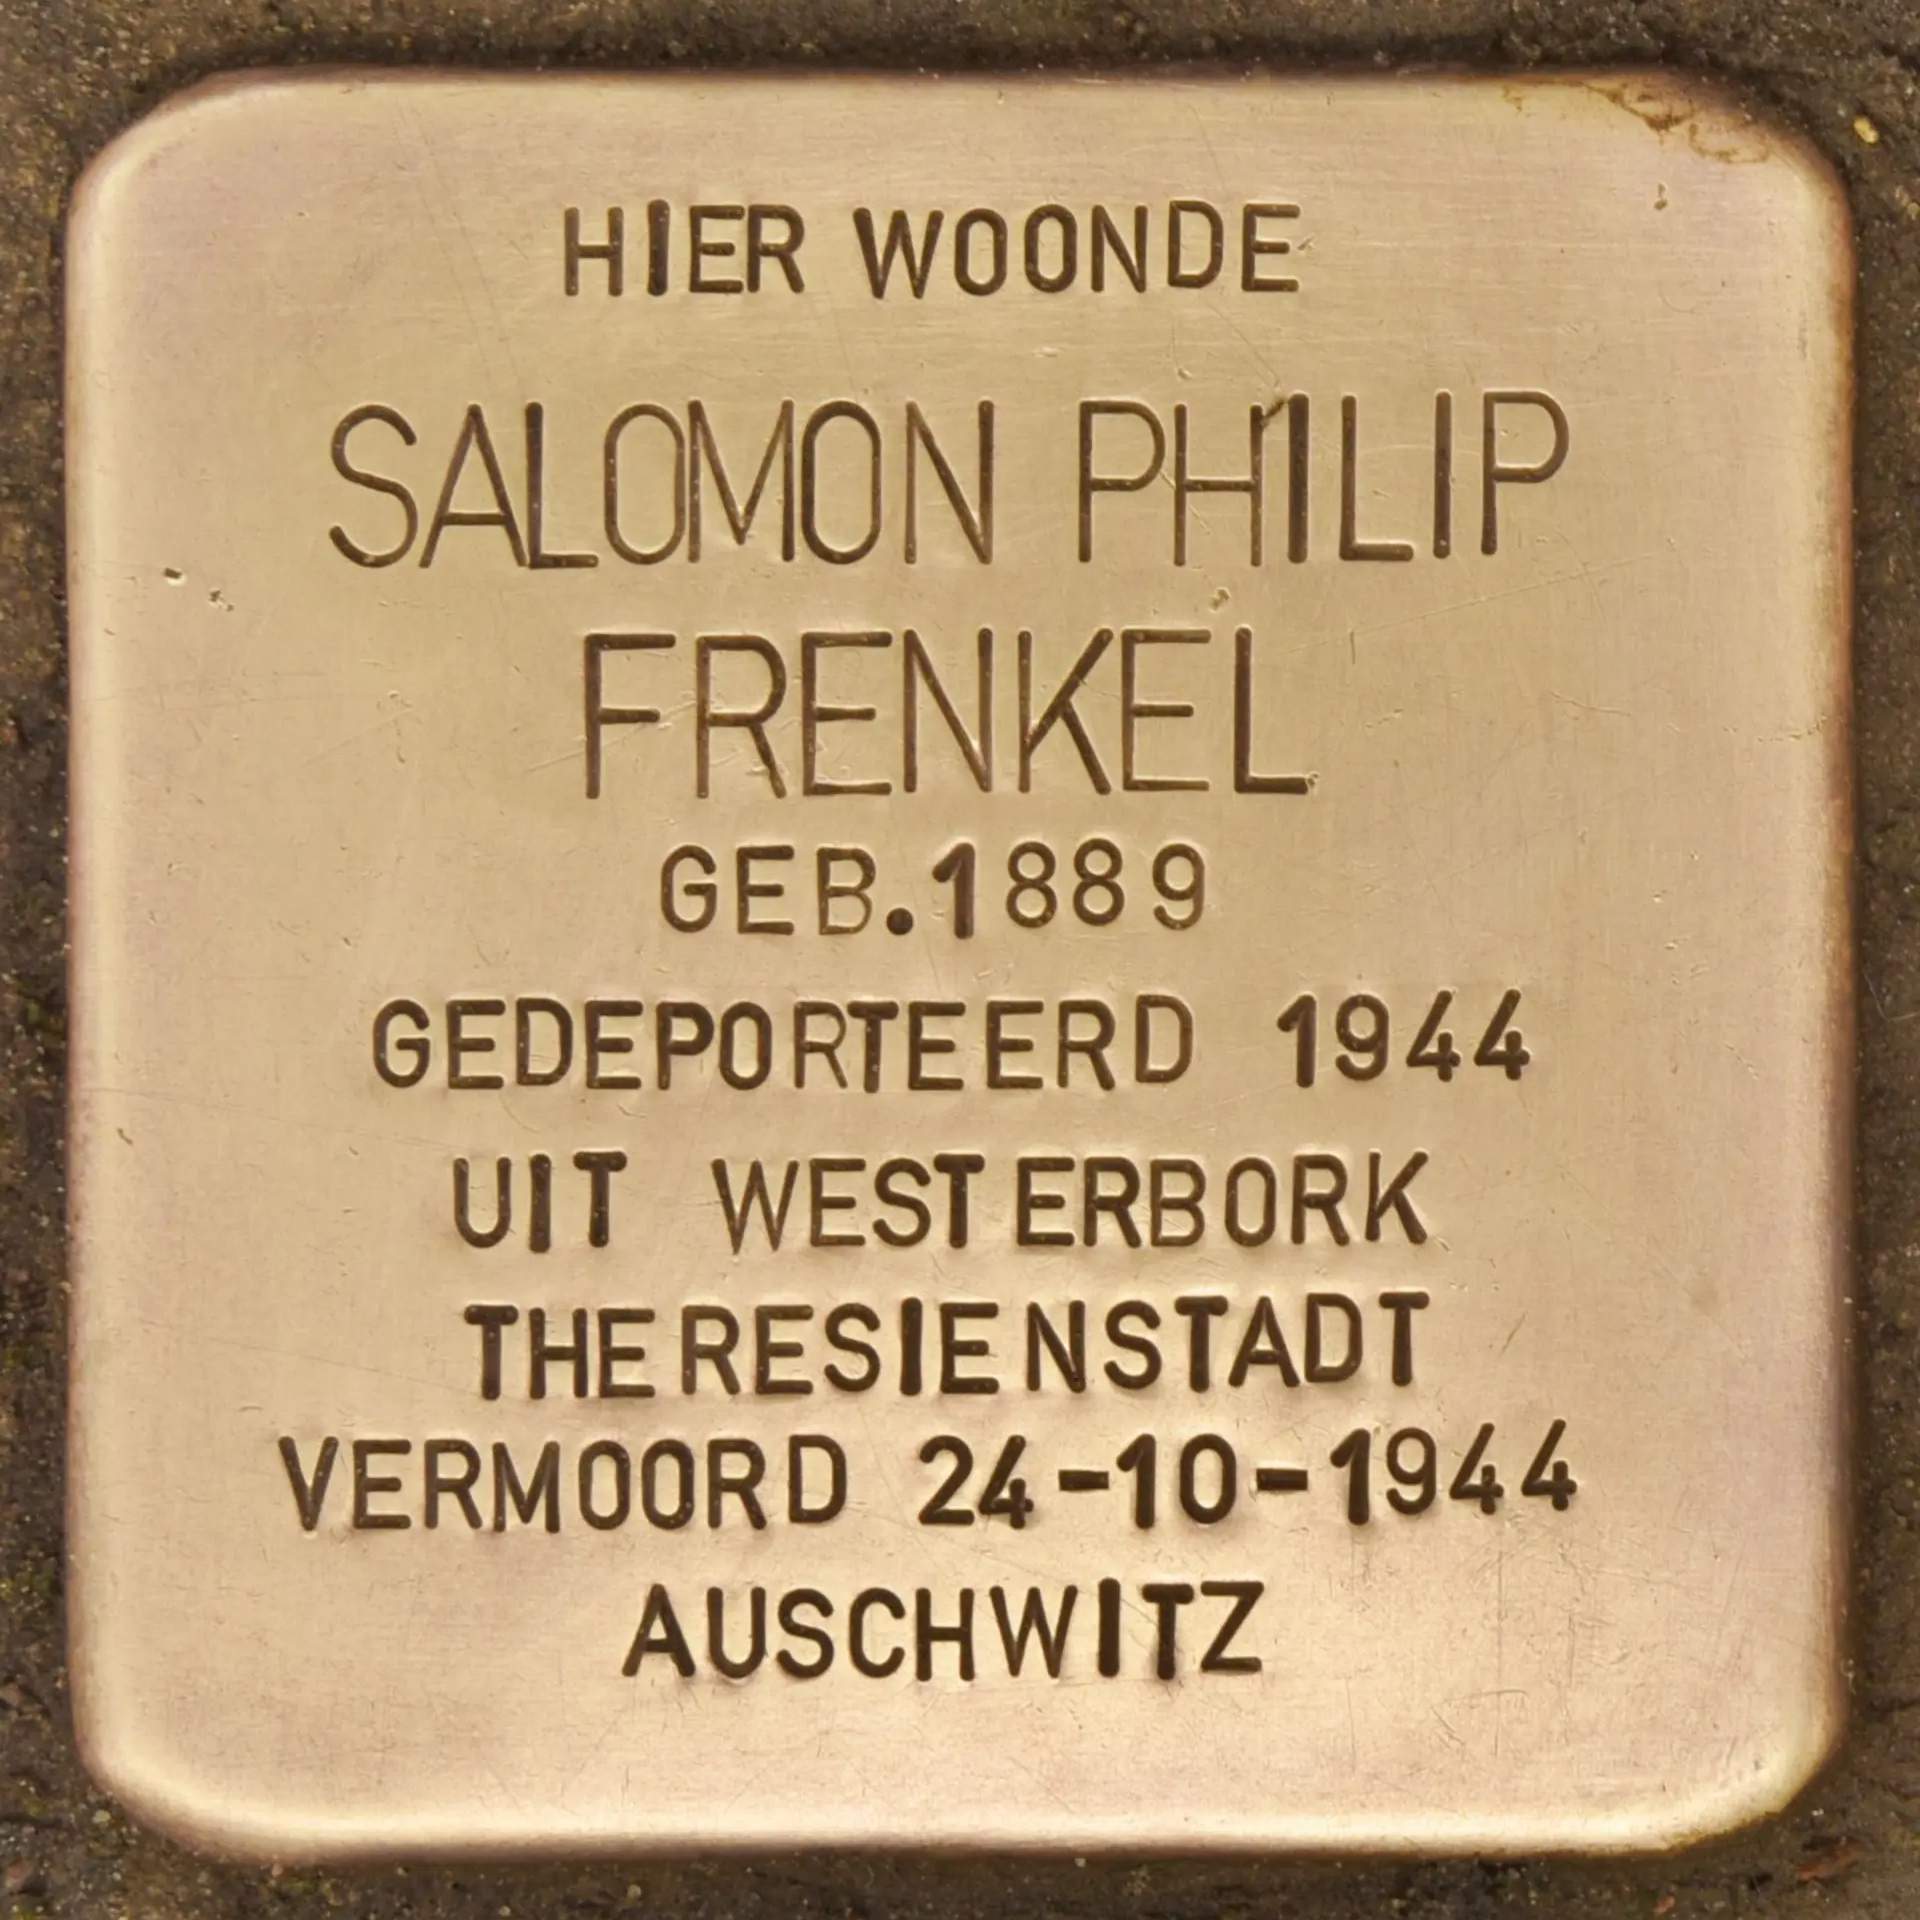 HIER WOONDE
SALOMON PHILIP
FRENKEL
GEB.1889
GEDEPORTEERD 1944
UIT WESTERBORK
THERESIENSTADT
VERMOORD 24-10-1944
AUSCHWITZ